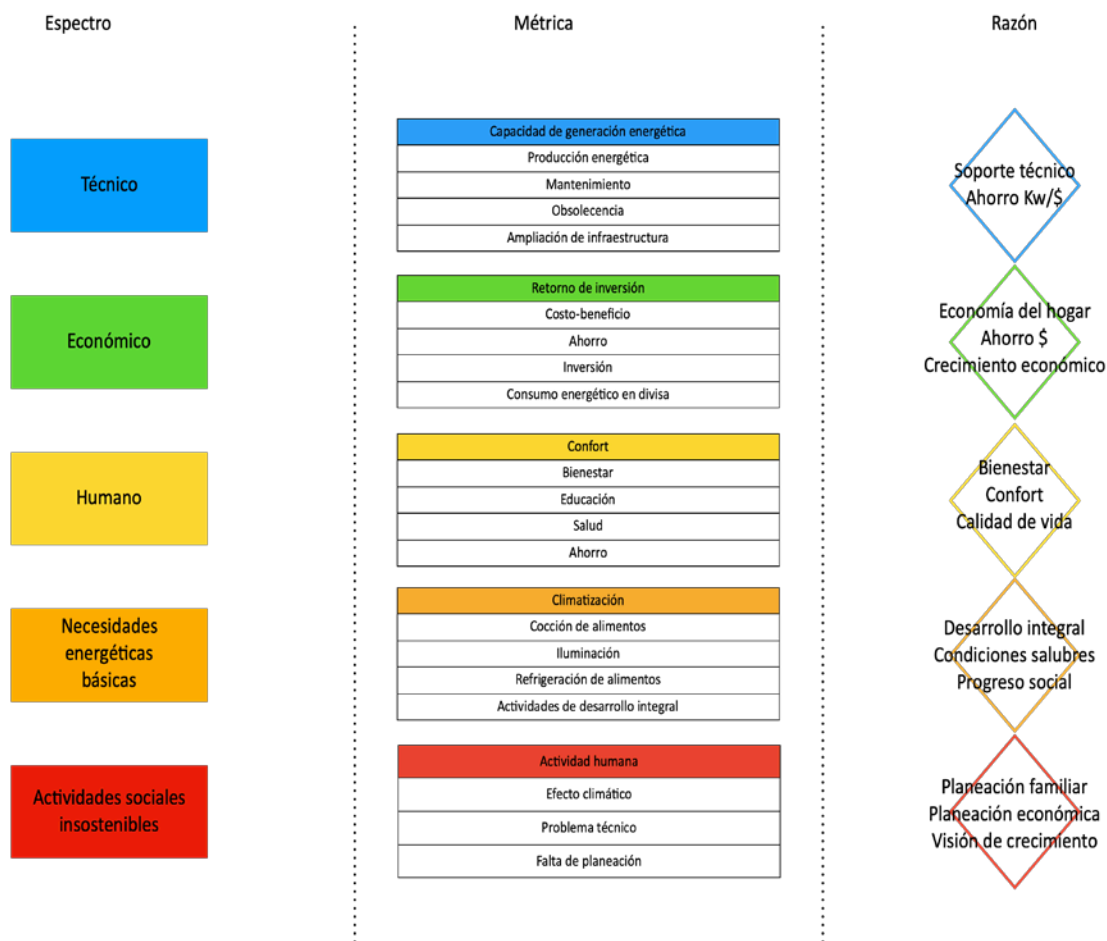 Espectro
Métrica
Razón
Técnico
Capacidad de generación energética
Producción energética
Mantenimiento
Obsolecencia
Ampliación de infraestructura
Soporte técnico
Ahorro Kw/$
Económico
Retorno de inversión
Costo-beneficio
Ahorro
Inversión
Consumo energético en divisa
Economía del hogar
Ahorro $
Crecimiento económico
Humano
Confort
Bienestar
Educación
Salud
Ahorro
Bienestar
Confort
Calidad de vida
Necesidades
energéticas
básicas
Climatización
Cocción de alimentos
Iluminación
Refrigeración de alimentos
Actividades de desarrollo integral
Desarrollo integral
Condiciones salubres
Progreso social
Actividades sociales
insostenibles
Actividad humana
Efecto climático
Problema técnico
Falta de planeación
Planeación familiar
Planeación económica
Visión de crecimiento